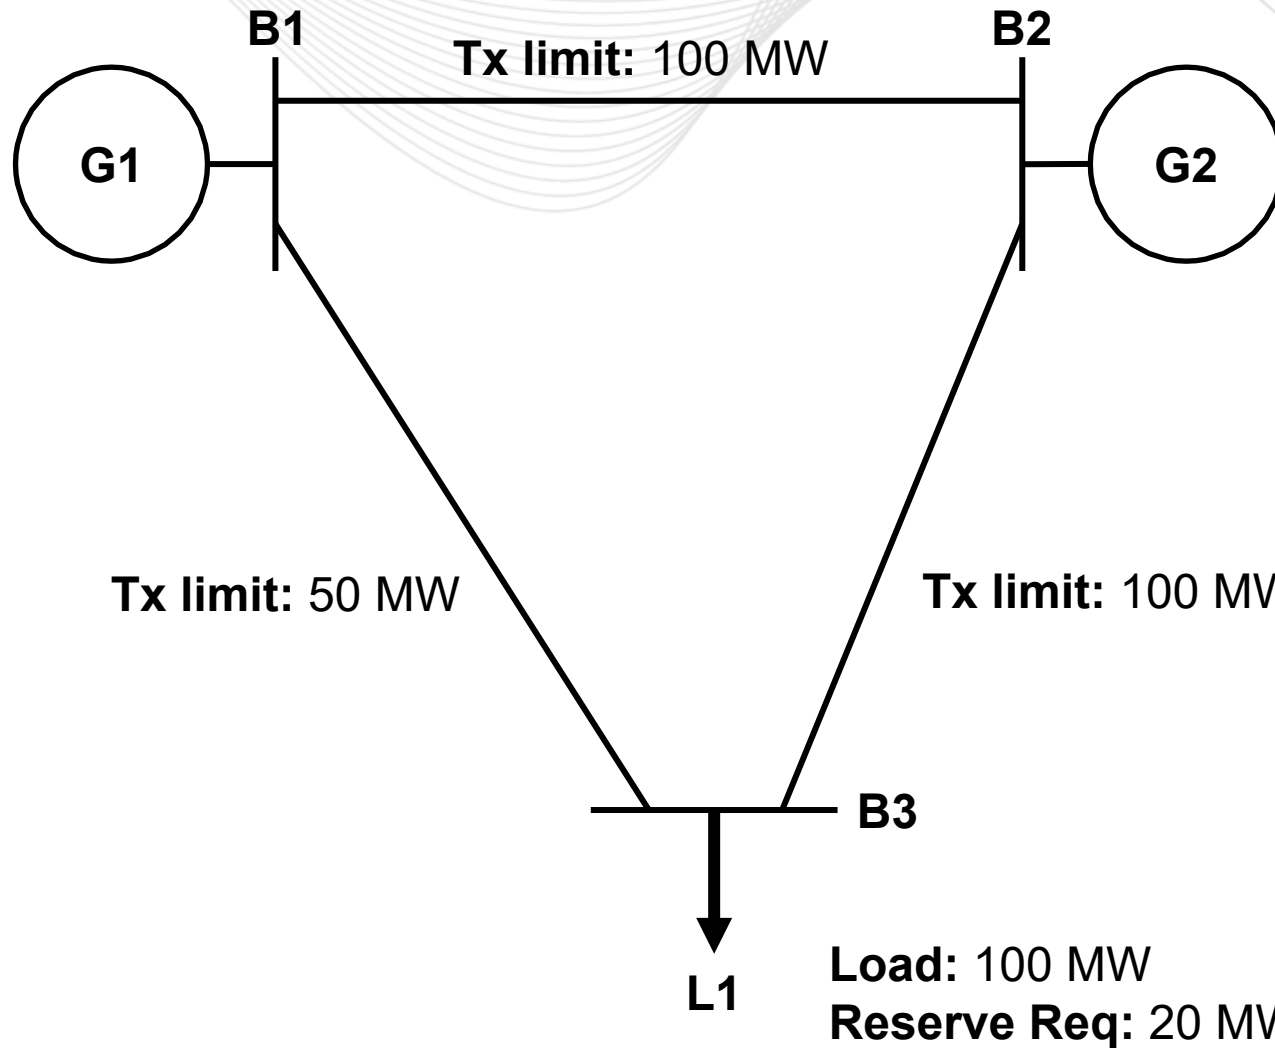 B1
B2
Tx limit: 100 MW
G1
G2
Tx limit: 50 MW
Tx limit: 100 MW
B3
L1
Load: 100 MW
Reserve Req: 20 MW